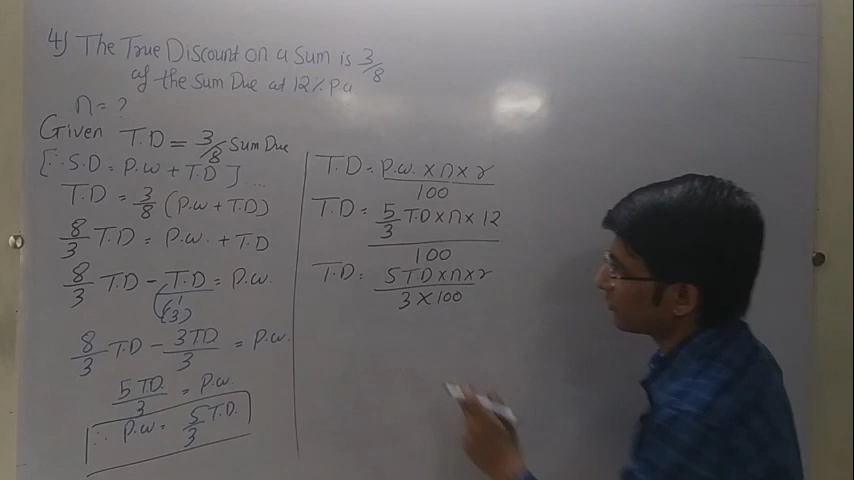 4) The True Discount on a Sum is 3/8
of the Sum Due at 12% Pa
n = ?
Given T.D = 3/8 Sum Due
[∵ S.D = P.W + T.D] ...
T.D = 3/8 (P.W + T.D)
8/3 T.D = P.W. + T.D
8/3 T.D - T.D/1 (3) = P.W.
8/3 T.D - 3TD/3 = P.W.
5 T.D./3 = P.W.
∴ P.W = 5/3 T.D.
T.D = P.W. × n × r / 100
T.D = 5/3 T.D × n × 12 / 100
T.D = 5 T.D × n × r / 3 × 100